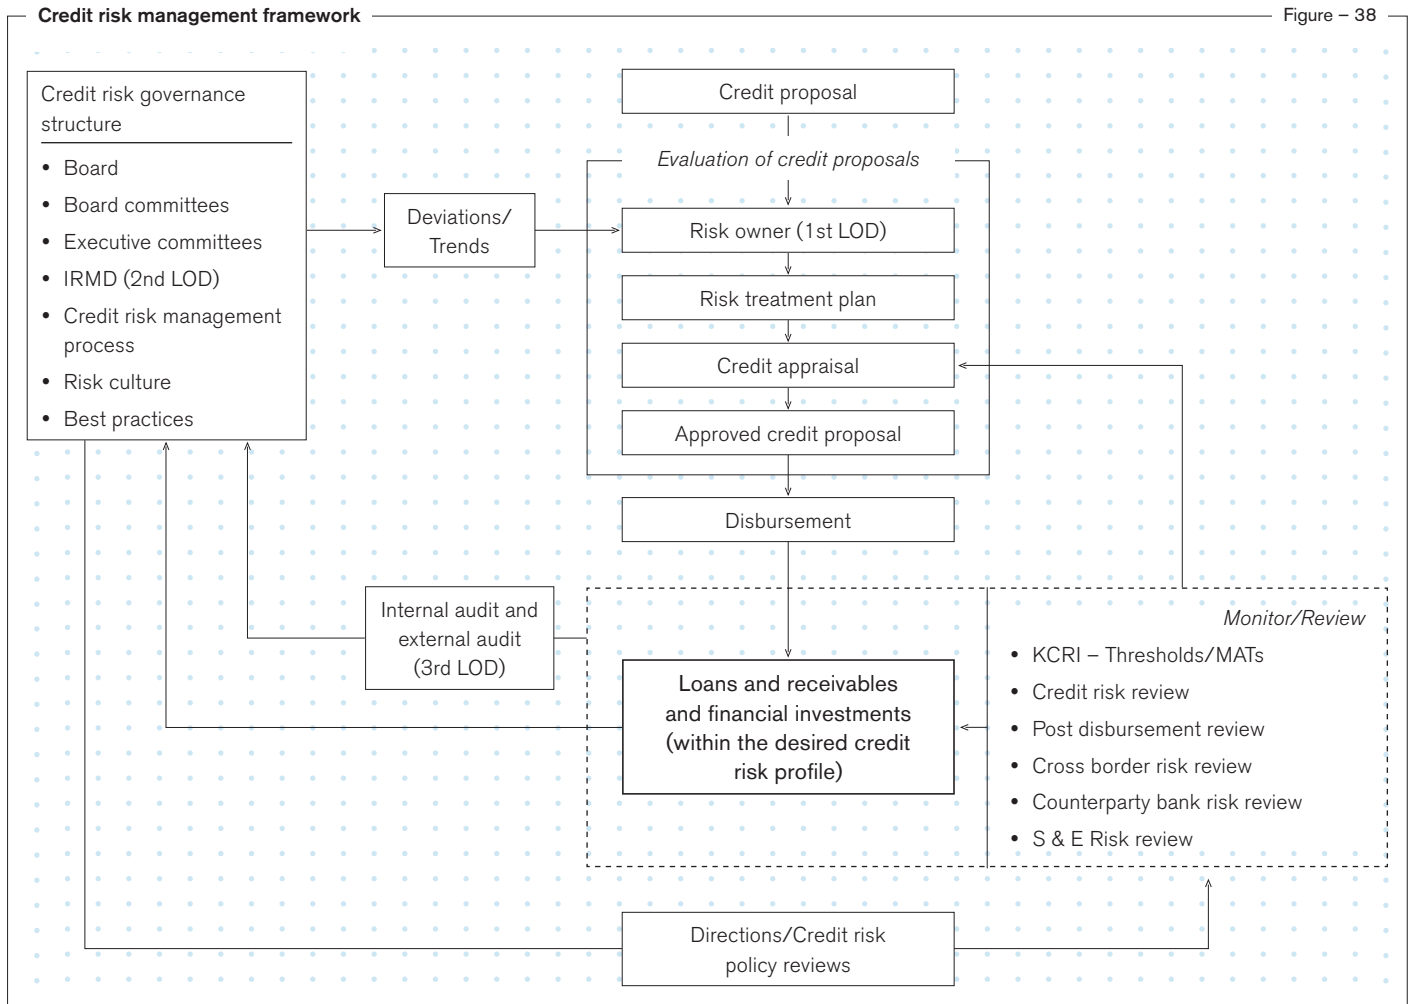 Credit risk management framework
Figure – 38
Credit risk governance
structure
• Board
• Board committees
• Executive committees
• IRMD (2nd LOD)
• Credit risk management
process
• Risk culture
• Best practices
Deviations/
Trends
Credit proposal
Evaluation of credit proposals
Risk owner (1st LOD)
Risk treatment plan
Credit appraisal
Approved credit proposal
Disbursement
Internal audit and
external audit
(3rd LOD)
Loans and receivables
and financial investments
(within the desired credit
risk profile)
Monitor/Review
• KCRI – Thresholds/MATs
• Credit risk review
• Post disbursement review
• Cross border risk review
• Counterparty bank risk review
• S & E Risk review
Directions/Credit risk
policy reviews